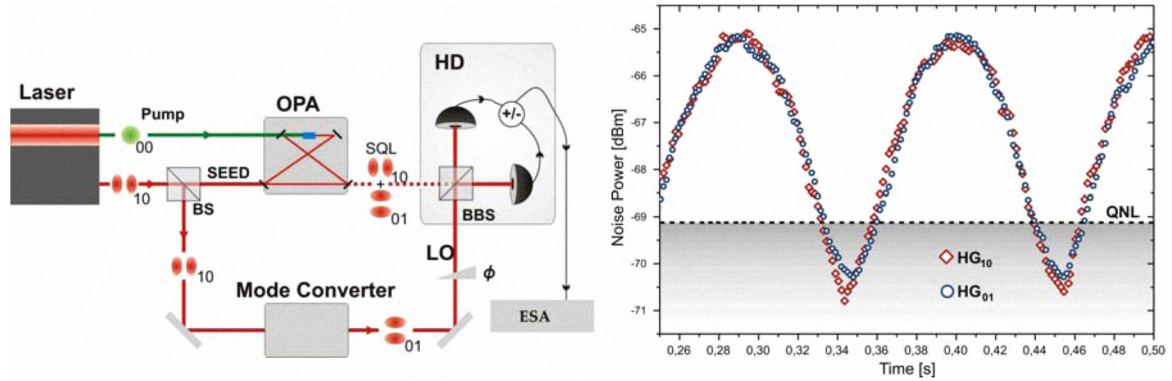 Laser
Pump
00
10
BS
SEED
OPA
SQL
10
+
01
HD
+/-
BBS
LO
ϕ
10
Mode Converter
01
ESA
Noise Power [dBm]
-65
-66
-67
-68
-69
-70
-71
QNL
HG10
HG01
0,26 0,28 0,30 0,32 0,34 0,36 0,38 0,40 0,42 0,44 0,46 0,48 0,50
Time [s]